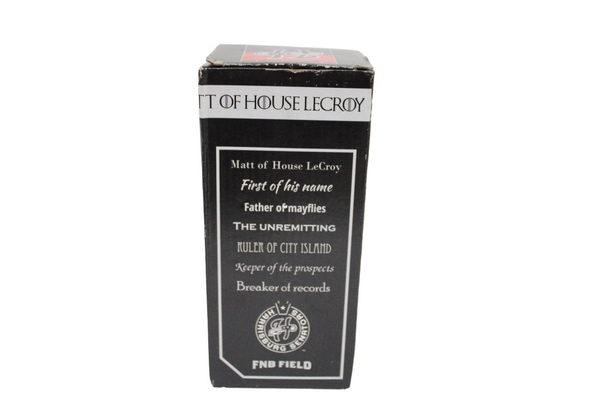 TT OF HOUSE LECROY
Matt of House LeCroy
First of his name
Father of mayflies
THE UNREMITTING
RULER OF CITY ISLAND
Keeper of the prospects
Breaker of records
HARRISBURG SENATORS
FNB FIELD